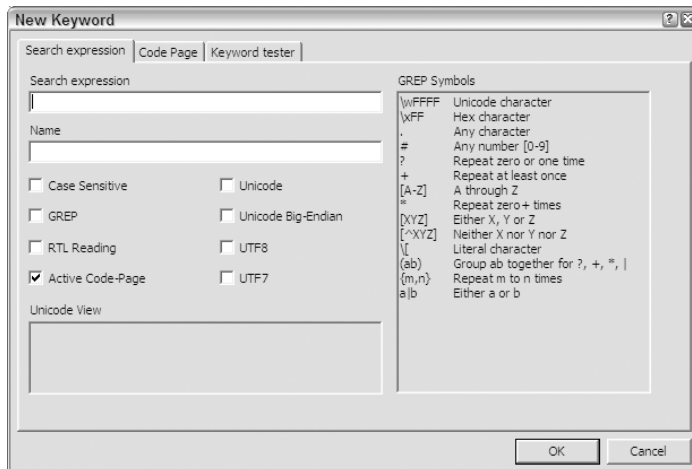 New Keyword
Search expression Code Page Keyword tester
Search expression
Name
Case Sensitive Unicode
GREP Unicode Big-Endian
RTL Reading UTF8
Active Code-Page UTF7
Unicode View
GREP Symbols
\wFFFF Unicode character
\xFF Hex character
. Any character
# Any number [0-9]
? Repeat zero or one time
+ Repeat at least once
[A-Z] A through Z
* Repeat zero+ times
[XYZ] Either X, Y or Z
[^XYZ] Neither X nor Y nor Z
\[ Literal character
(ab) Group ab together for ?, +, *, |
{m,n} Repeat m to n times
a|b Either a or b
OK Cancel